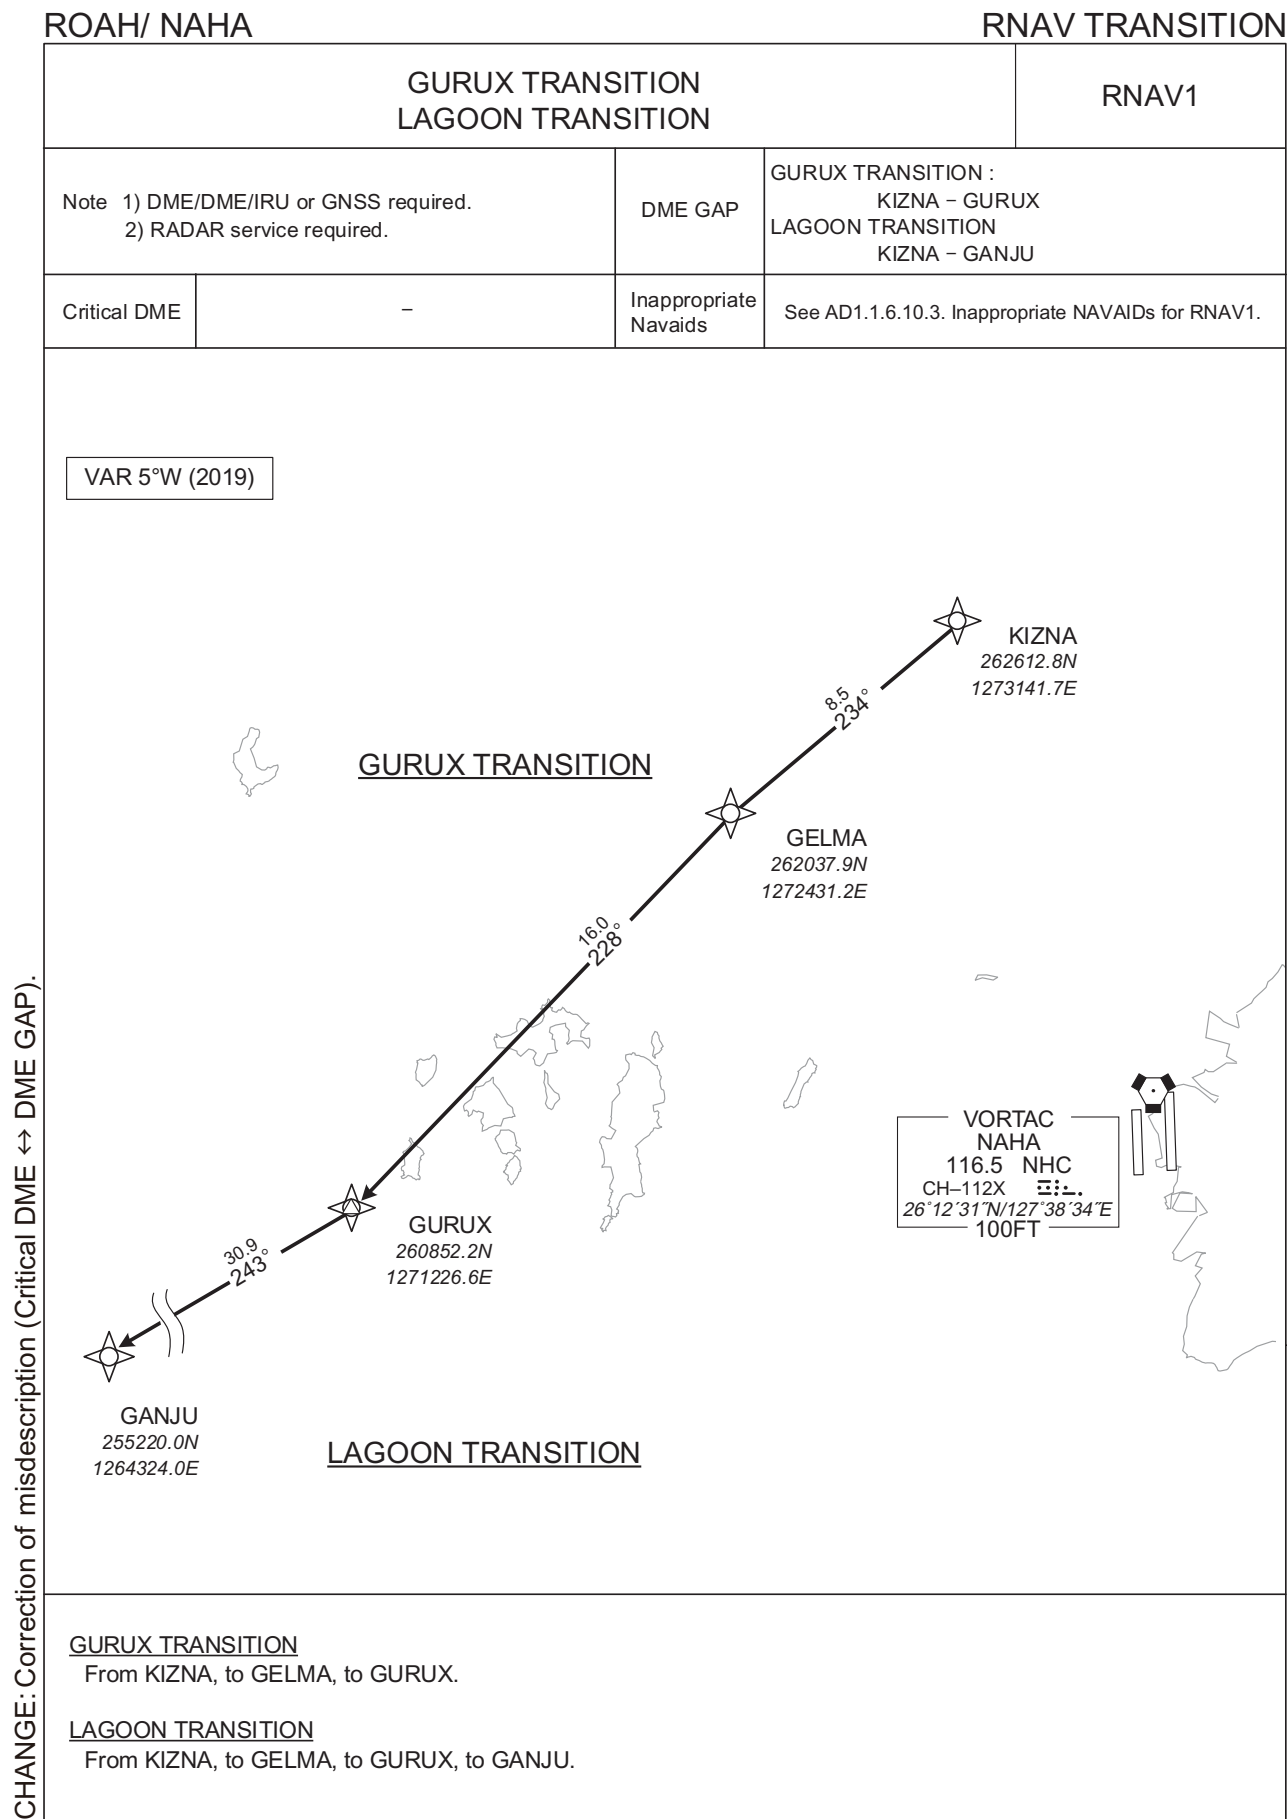 ROAH/ NAHA
RNAV TRANSITION
GURUX TRANSITION
LAGOON TRANSITION
RNAV1
Note 1) DME/DME/IRU or GNSS required.
2) RADAR service required.
DME GAP
GURUX TRANSITION :
KIZNA − GURUX
LAGOON TRANSITION
KIZNA − GANJU
Critical DME
−
Inappropriate
Navaids
See AD1.1.6.10.3. Inappropriate NAVAIDs for RNAV1.
VAR 5°W (2019)
KIZNA
262612.8N
1273141.7E
8.5
234°
GURUX TRANSITION
GELMA
262037.9N
1272431.2E
16.0
228°
VORTAC
NAHA
116.5 NHC
CH–112X
26°12´31˝N/127°38´34˝E
100FT
GURUX
260852.2N
1271226.6E
30.9
243°
GANJU
255220.0N
1264324.0E
LAGOON TRANSITION
GURUX TRANSITION
From KIZNA, to GELMA, to GURUX.
LAGOON TRANSITION
From KIZNA, to GELMA, to GURUX, to GANJU.
CHANGE: Correction of misdescription (Critical DME ↔ DME GAP).